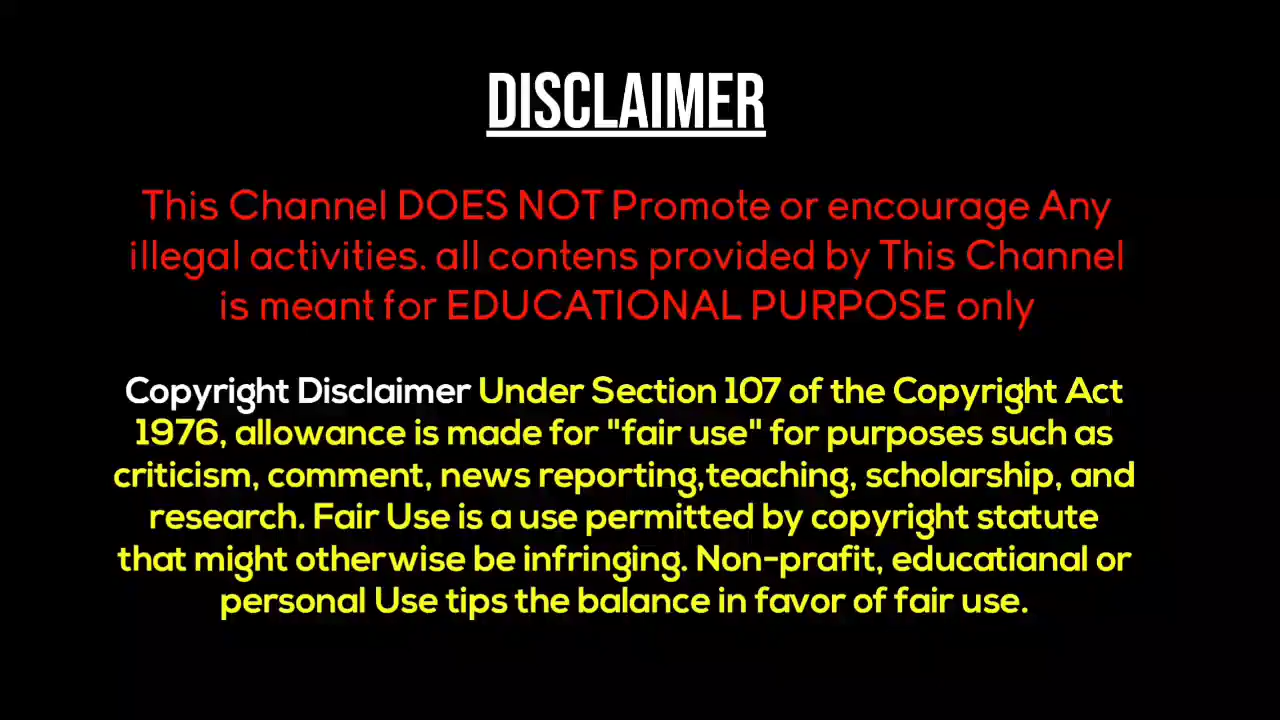 DISCLAIMER
This Channel DOES NOT Promote or encourage Any
illegal activities. all contens provided by This Channel
is meant for EDUCATIONAL PURPOSE only
Copyright Disclaimer Under Section 107 of the Copyright Act
1976, allowance is made for "fair use" for purposes such as
criticism, comment, news reporting,teaching, scholarship, and
research. Fair Use is a use permitted by copyright statute
that might otherwise be infringing. Non-prafit, educatianal or
personal Use tips the balance in favor of fair use.